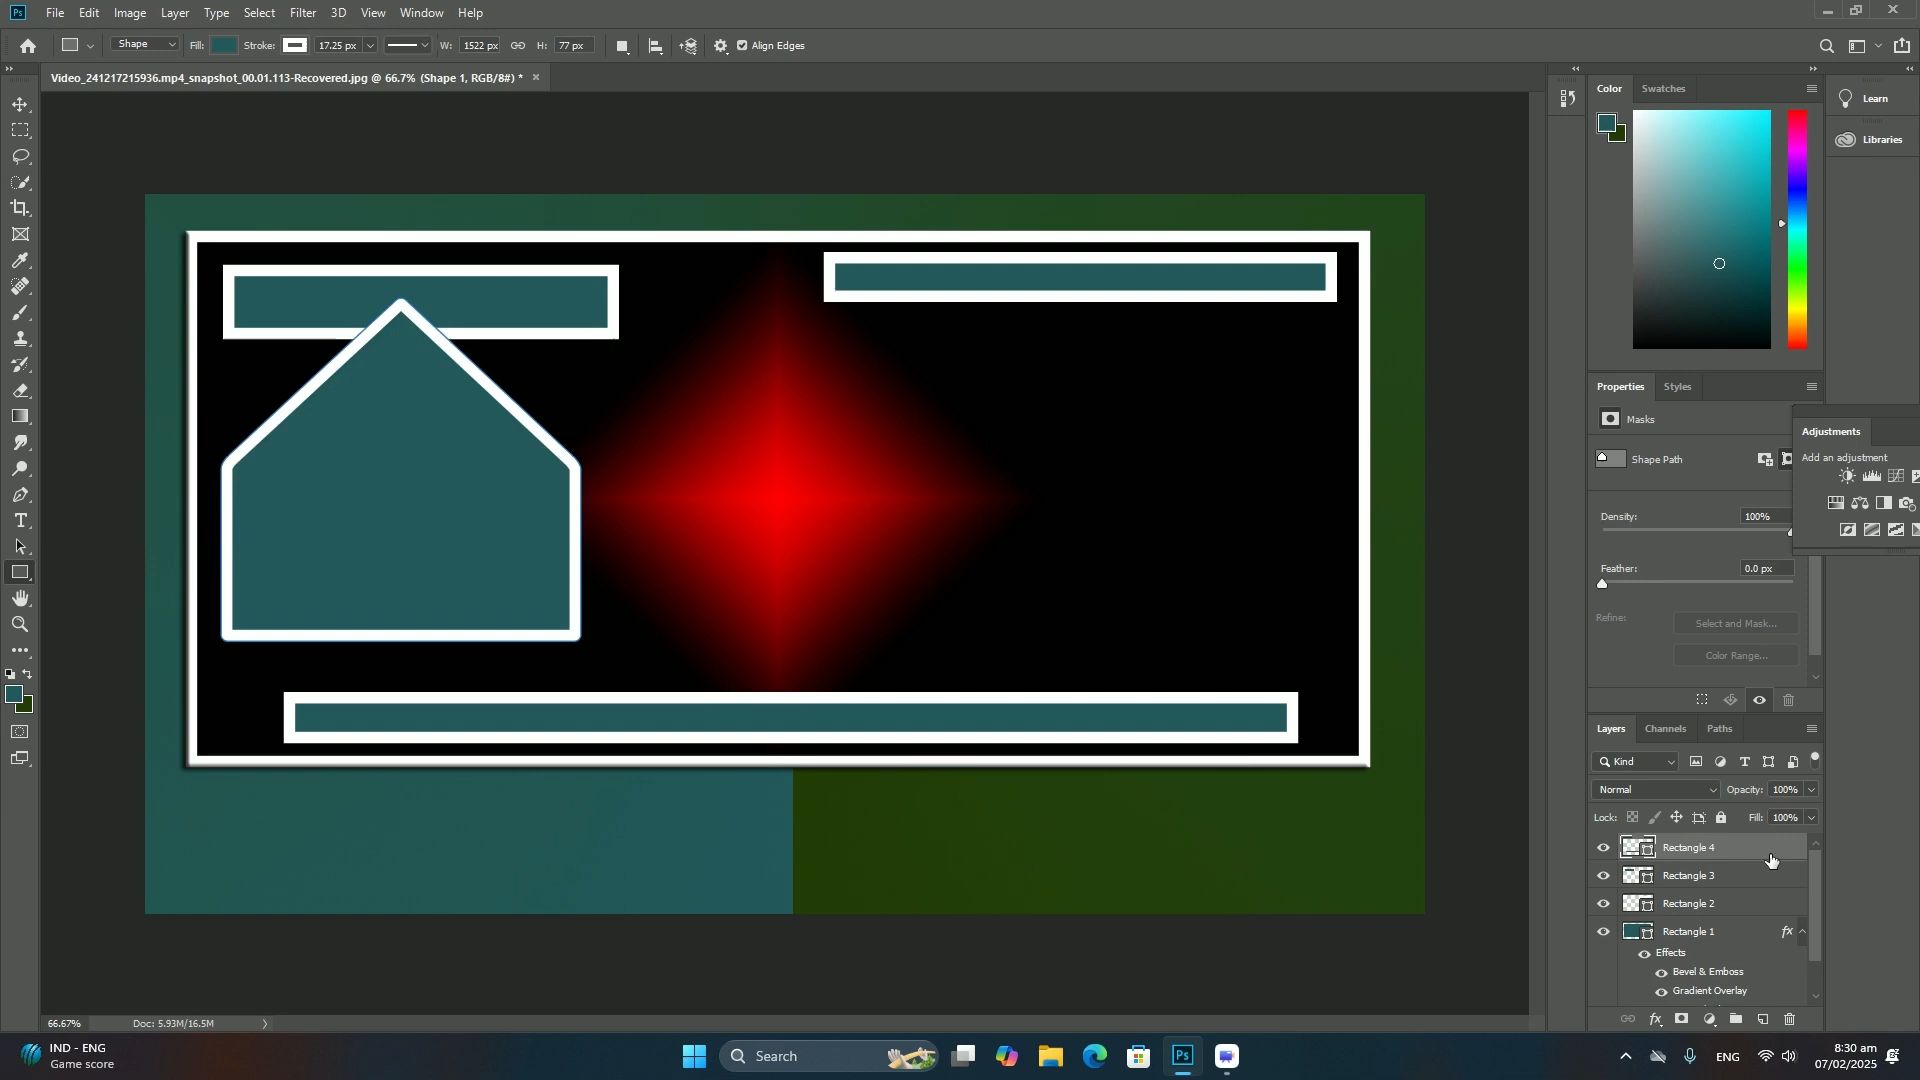 File Edit Image Layer Type Select Filter 3D View Window Help
Shape Fill: Stroke: 17.25 px W: 1522 px H: 77 px Align Edges
Video_241217215936.mp4_snapshot_00.01.113-Recovered.jpg @ 66.7% (Shape 1, RGB/8#) *
Color Swatches
Learn
Libraries
Properties Styles
Masks
Shape Path
Density: 100%
Feather: 0.0 px
Refine: Select and Mask...
Color Range...
Adjustments
Add an adjustment
Layers Channels Paths
Kind
Normal Opacity: 100%
Lock: Fill: 100%
Rectangle 4
Rectangle 3
Rectangle 2
Rectangle 1 fx
Effects
Bevel & Emboss
Gradient Overlay
66.67% Doc: 5.93M/16.5M
IND - ENG
Game score
Search
Ps
ENG
8:30 am
07/02/2025